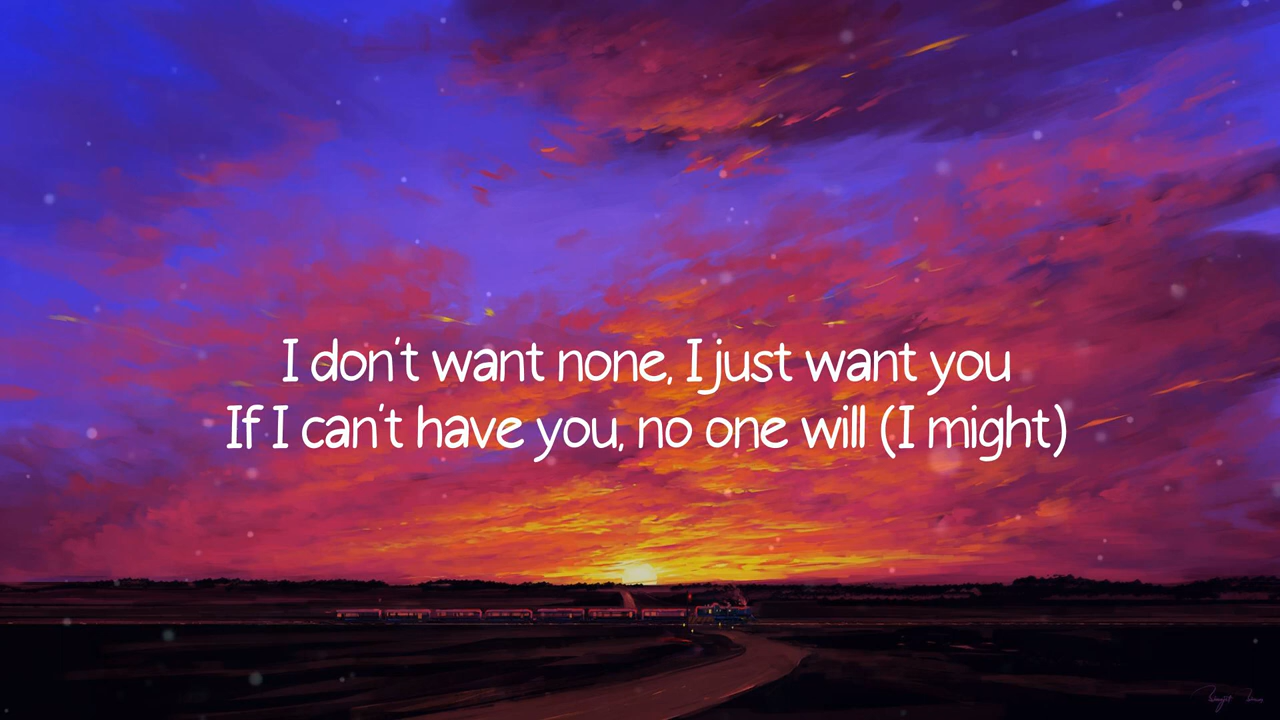 I don't want none, I just want you
If I can't have you, no one will (I might)